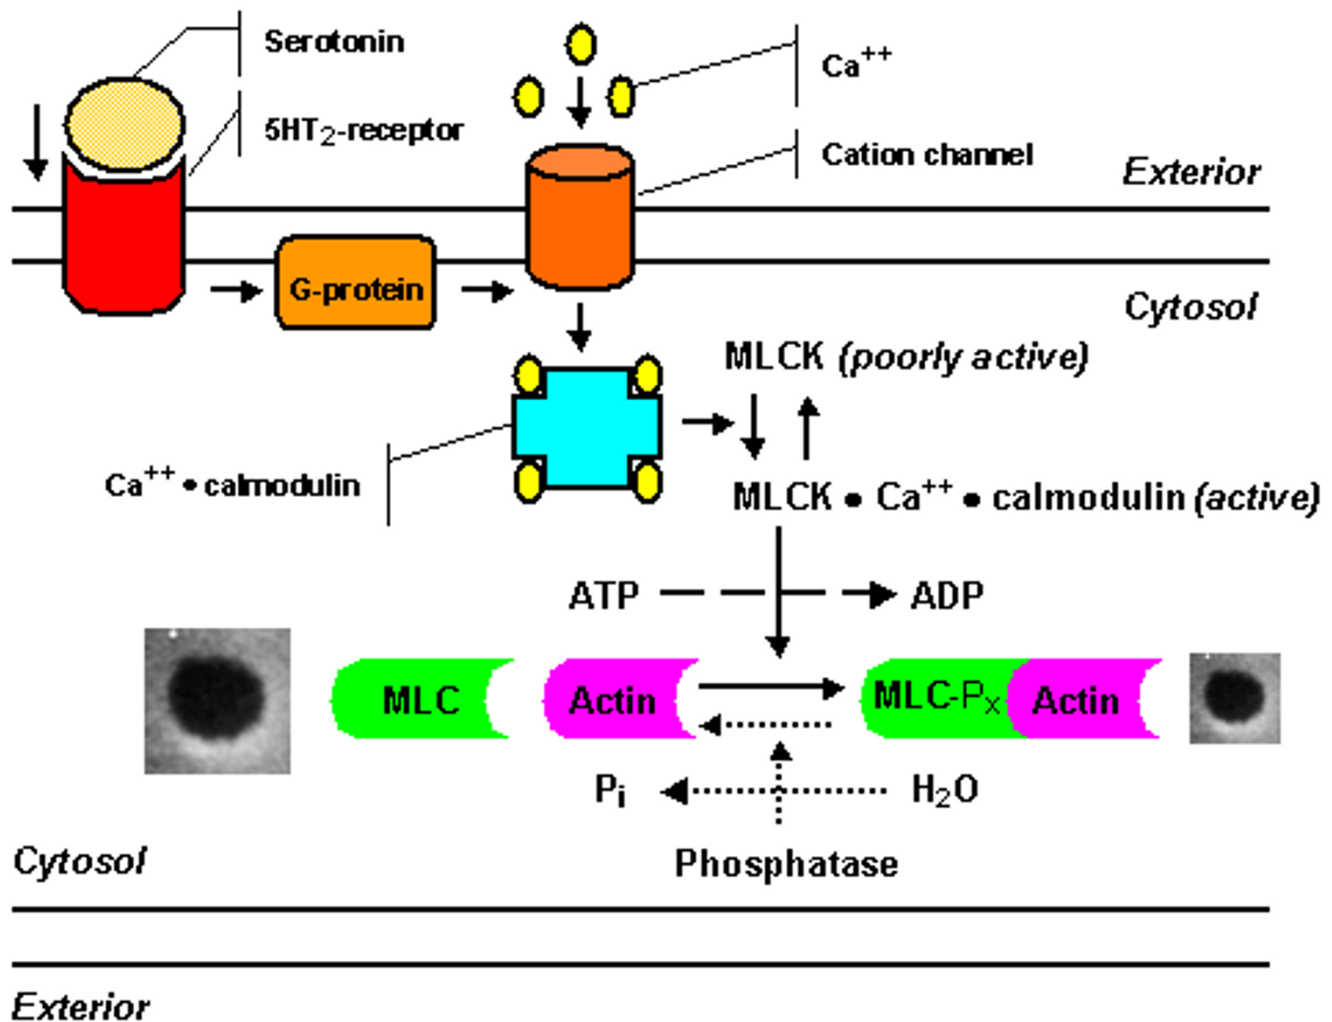 Serotonin
5HT₂-receptor
Ca⁺⁺
Cation channel
Exterior
G-protein
Cytosol
MLCK (poorly active)
Ca⁺⁺•calmodulin
MLCK • Ca⁺⁺ • calmodulin (active)
ATP
ADP
MLC
Actin
MLC-Pₓ
Actin
Pᵢ
H₂O
Phosphatase
Cytosol
Exterior